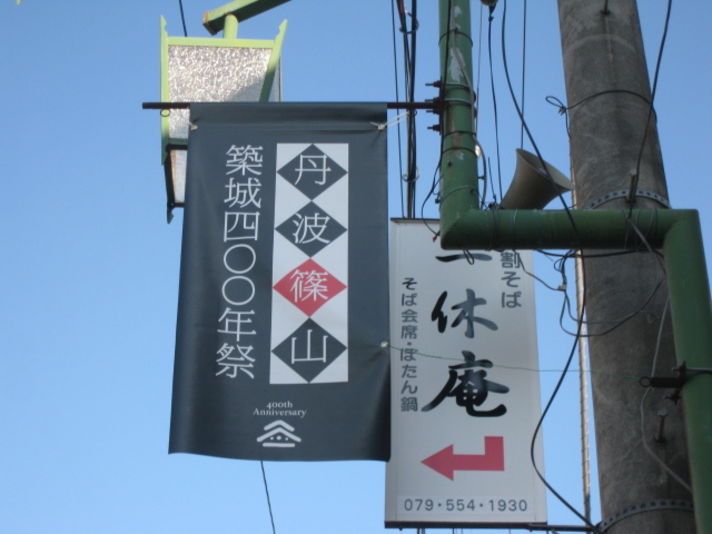 丹波篠山
築城四〇〇年祭
400th
Anniversary
割そば
一休庵
そば会席・ぼたん鍋
079・554・1930